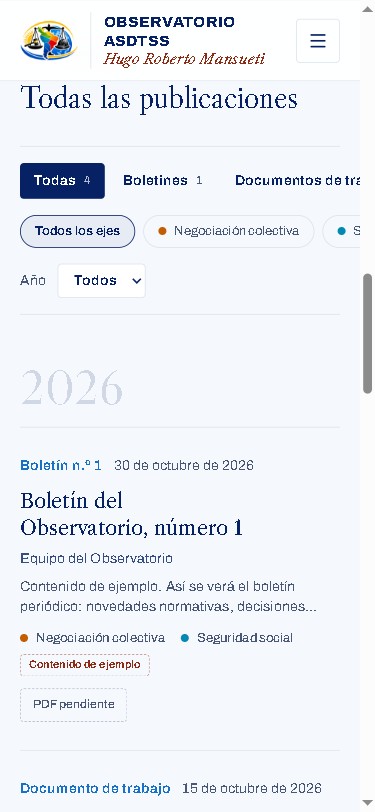 OBSERVATORIO
ASDTSS
Hugo Roberto Mansueti
Todas las publicaciones
Todas 4 Boletines 1 Documentos de tra
Todos los ejes Negociación colectiva S
Año Todos
2026
Boletín n.º 1 30 de octubre de 2026
Boletín del
Observatorio, número 1
Equipo del Observatorio
Contenido de ejemplo. Así se verá el boletín
periódico: novedades normativas, decisiones...
Negociación colectiva Seguridad social
Contenido de ejemplo
PDF pendiente
Documento de trabajo 15 de octubre de 2026